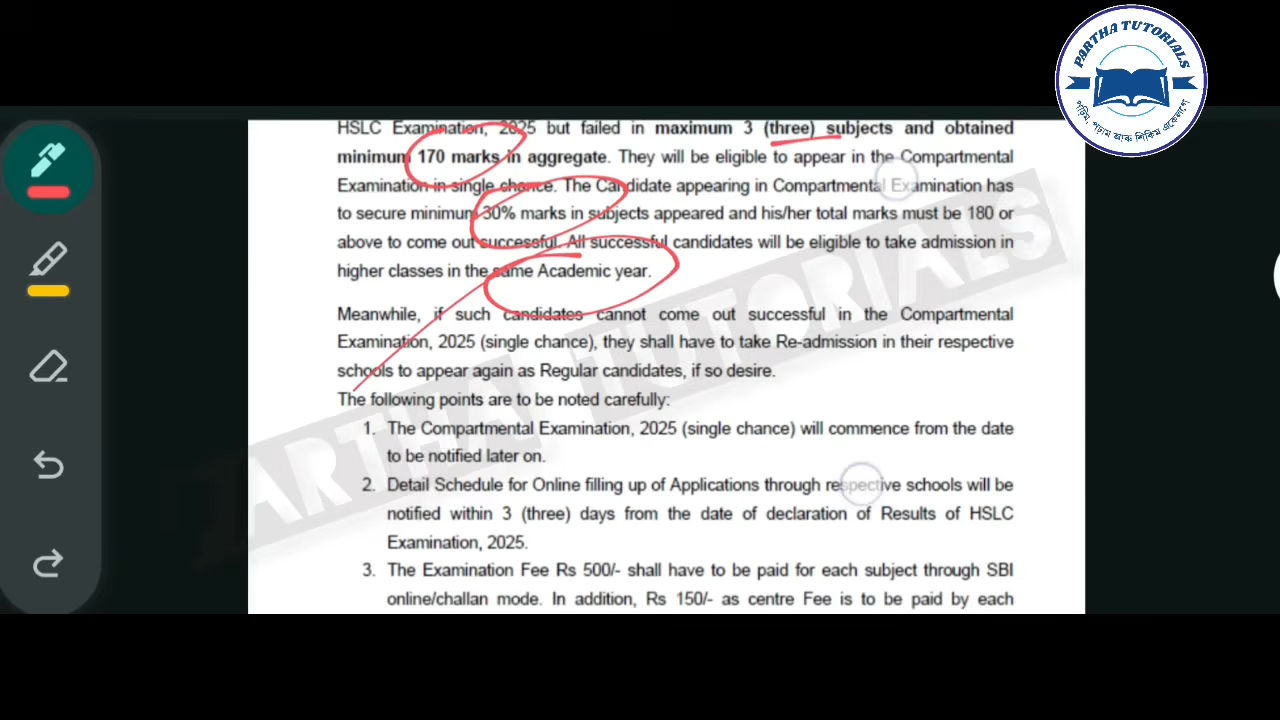 PARTHA TUTORIALS
পঢ়িম, পঢ়াম আৰু শিকিম একেলগে
HSLC Examination, 2025 but failed in maximum 3 (three) subjects and obtained
minimum 170 marks in aggregate. They will be eligible to appear in the Compartmental
Examination in single chance. The Candidate appearing in Compartmental Examination has
to secure minimum 30% marks in subjects appeared and his/her total marks must be 180 or
above to come out successful. All successful candidates will be eligible to take admission in
higher classes in the same Academic year.
Meanwhile, if such candidates cannot come out successful in the Compartmental
Examination, 2025 (single chance), they shall have to take Re-admission in their respective
schools to appear again as Regular candidates, if so desire.
The following points are to be noted carefully:
1. The Compartmental Examination, 2025 (single chance) will commence from the date
to be notified later on.
2. Detail Schedule for Online filling up of Applications through respective schools will be
notified within 3 (three) days from the date of declaration of Results of HSLC
Examination, 2025.
3. The Examination Fee Rs 500/- shall have to be paid for each subject through SBI
online/challan mode. In addition, Rs 150/- as centre Fee is to be paid by each
PARTHA TUTORIALS